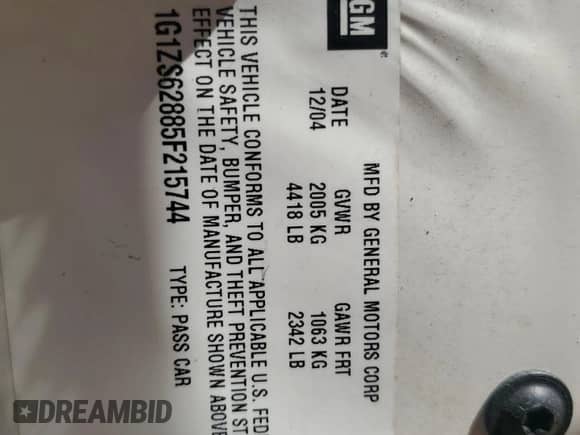 GM
®
MFD BY GENERAL MOTORS CORP
DATE GVWR GAWR FRT
12/04 2005 KG 1063 KG
4418 LB 2342 LB
THIS VEHICLE CONFORMS TO ALL APPLICABLE U.S. FED
VEHICLE SAFETY, BUMPER, AND THEFT PREVENTION ST
EFFECT ON THE DATE OF MANUFACTURE SHOWN ABOVE
1G1ZS62885F215744 TYPE: PASS CAR
DREAMBID